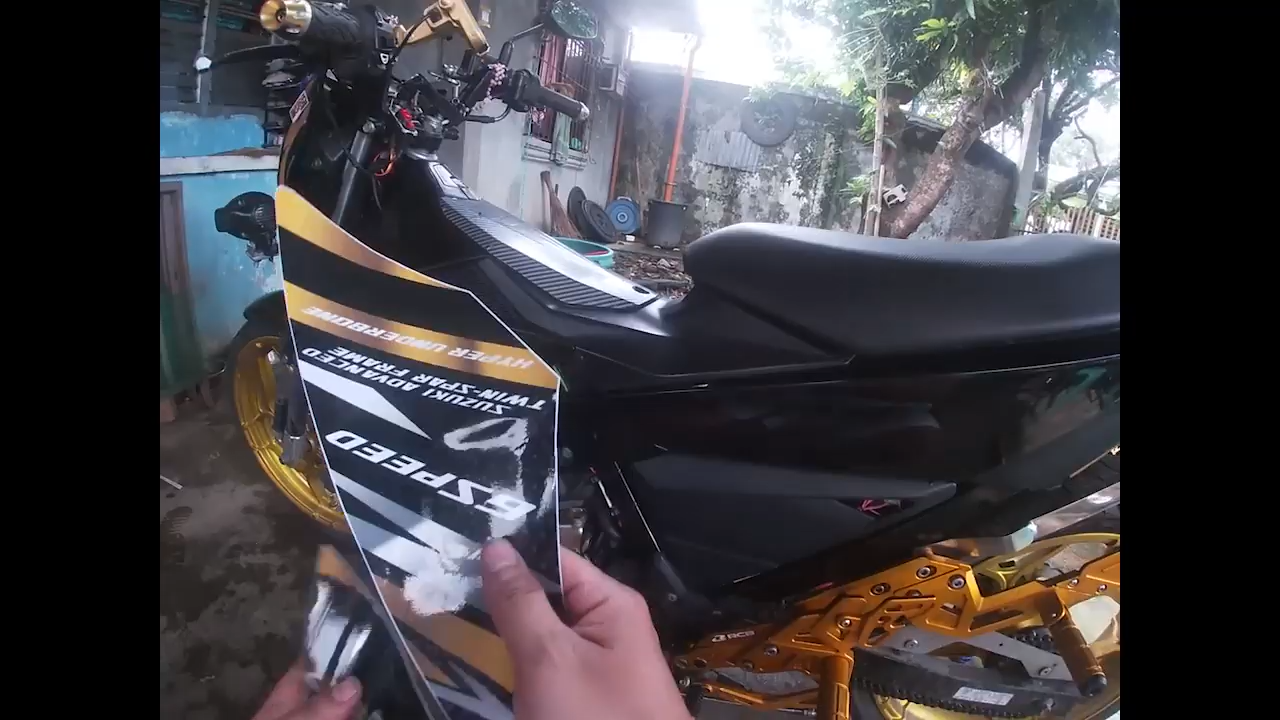 HYPER UNDERBONE
SUZUKI ADVANCED
TWIN-SPAR FRAME
6SPEED
RCB